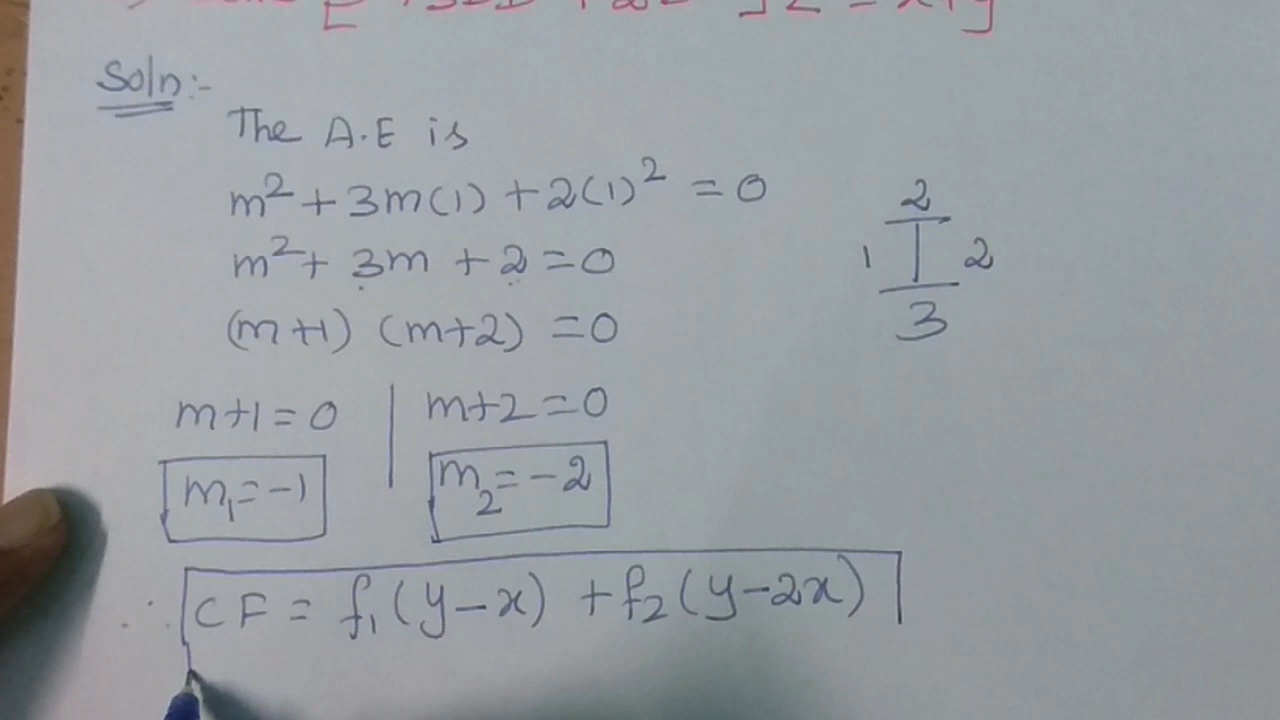 Soln:-
The A.E is
m² + 3m(1) + 2(1)² = 0
m² + 3m + 2 = 0
(m+1) (m+2) = 0
m+1 = 0 | m+2 = 0
m₁ = -1 m₂ = -2
∴ CF = f₁(y-x) + f₂(y-2x)
2
1 2
3